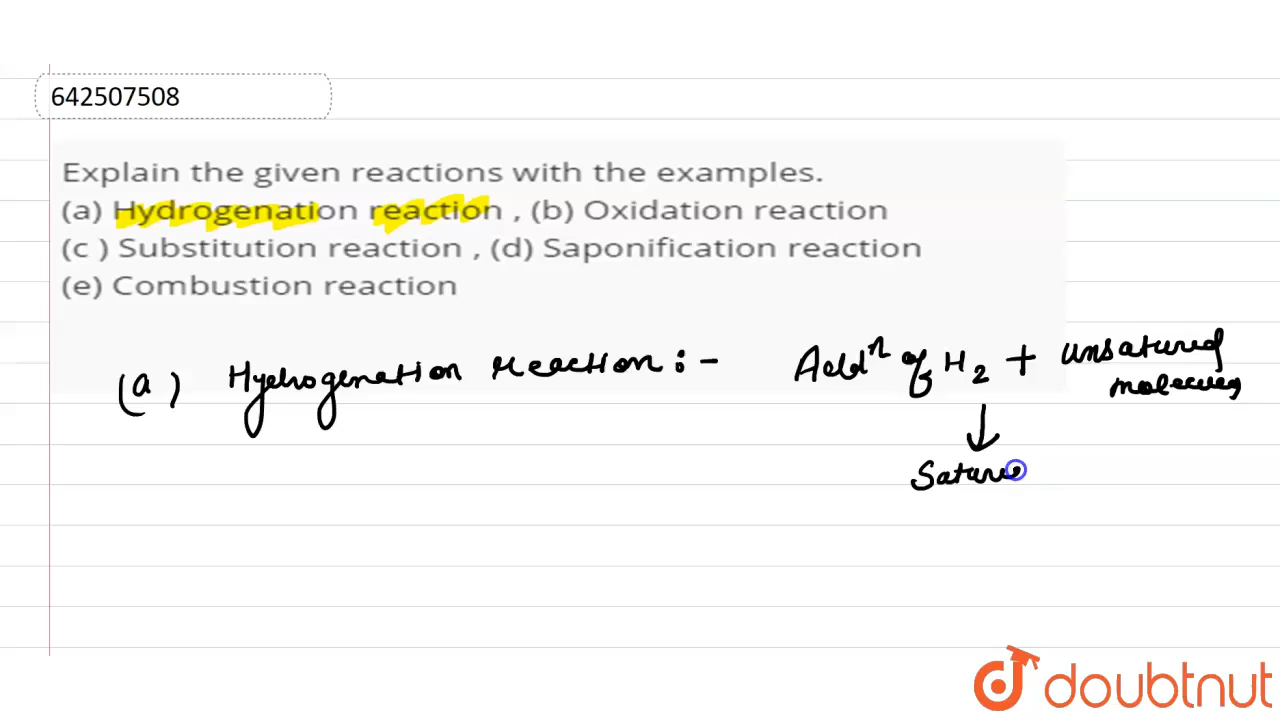 642507508
Explain the given reactions with the examples.
(a) Hydrogenation reaction , (b) Oxidation reaction
(c ) Substitution reaction , (d) Saponification reaction
(e) Combustion reaction
(a) Hydrogenation reaction :- Addⁿ of H₂ + unsatured
molecules
↓
Sature
doubtnut